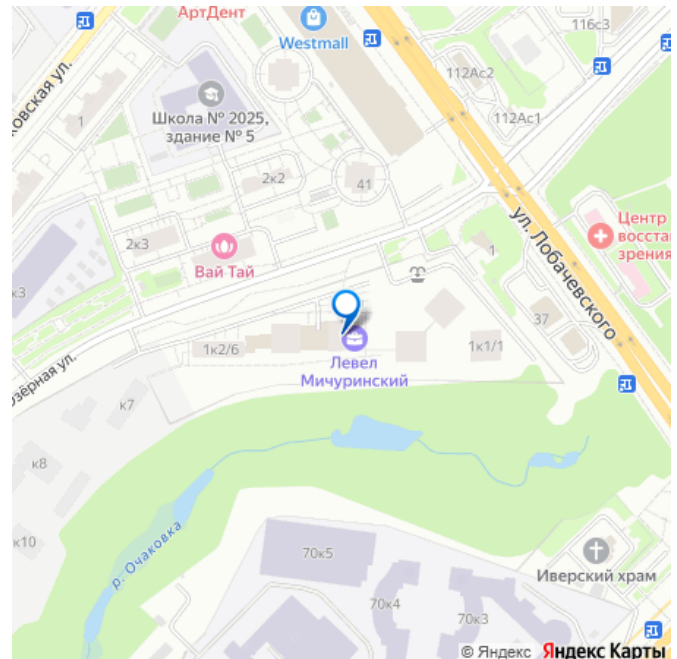 АртДент
Westmall
116с3
112Ас2
112Ас1
ковская ул.
1
Школа № 2025,
здание № 5
2к2
41
ул. Лобачевского
Центр
восста
зрения
2к3
Вай Тай
1
к3
37
1к2/6
Левел
Мичуринский
1к1/1
озёрная ул.
к7
к8
к10
р. Очаковка
70к5
70к4
70к3
Иверский храм
© Яндекс Яндекс Карты